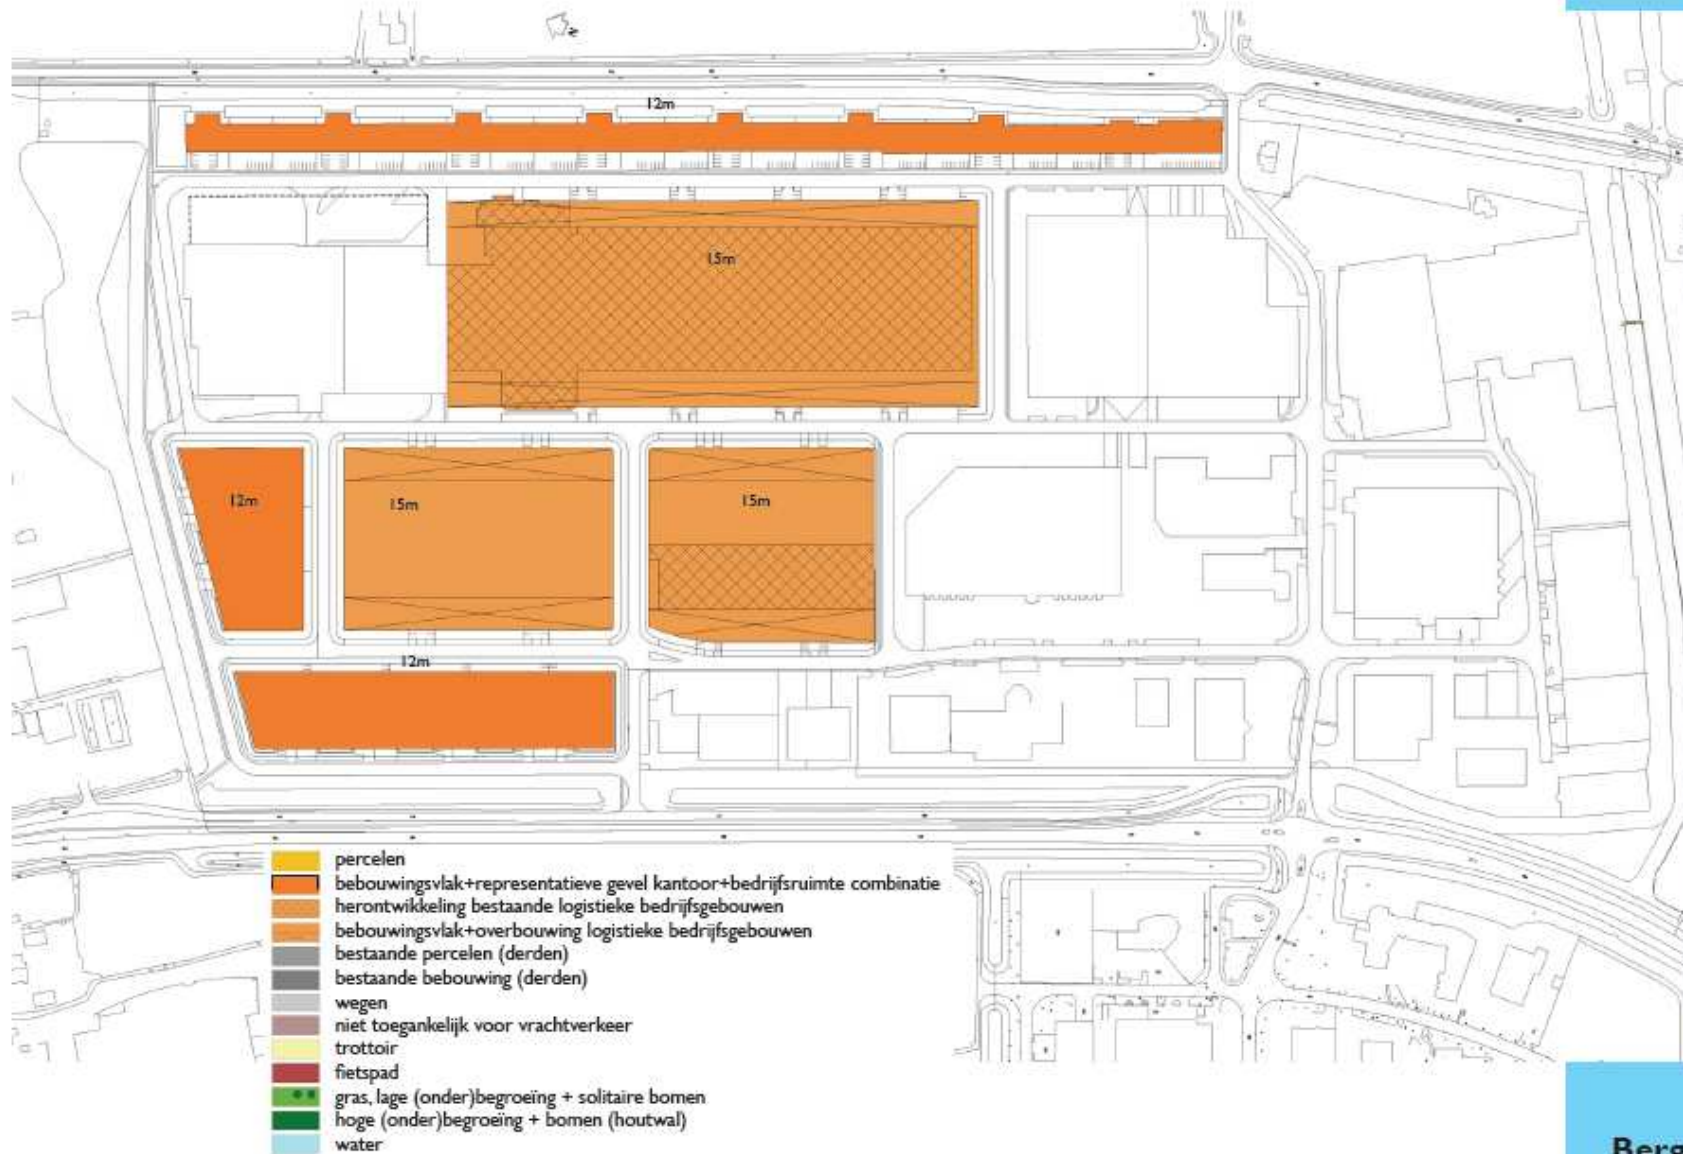 12m
15m
12m
15m
15m
12m
percelen
bebouwingsvlak+representatieve gevel kantoor+bedrijfsruimte combinatie
herontwikkeling bestaande logistieke bedrijfsgebouwen
bebouwingsvlak+overbouwing logistieke bedrijfsgebouwen
bestaande percelen (derden)
bestaande bebouwing (derden)
wegen
niet toegankelijk voor vrachtverkeer
trottoir
fietspad
gras, lage (onder)begroeïng + solitaire bomen
hoge (onder)begroeïng + bomen (houtwal)
water